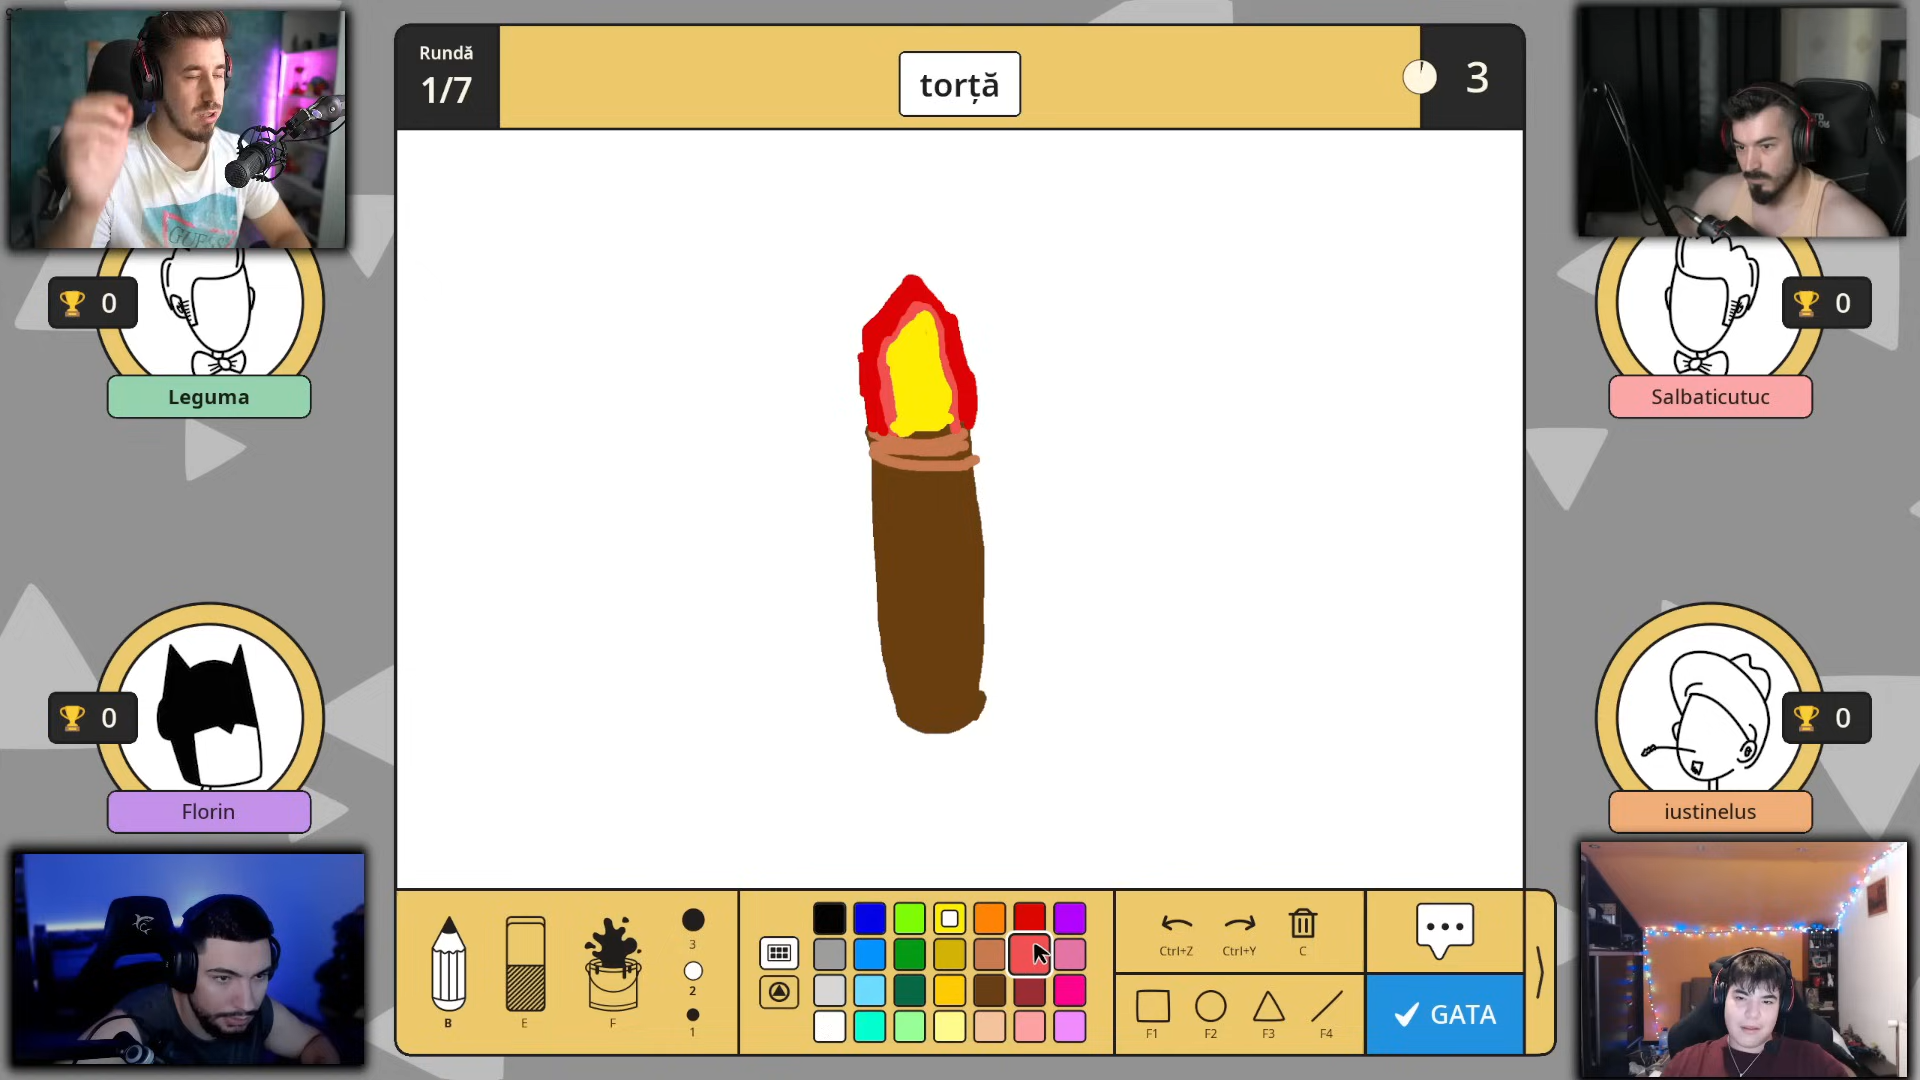 Rundă
1/7
torță
3
0
0
Leguma
Salbaticutuc
0
0
Florin
iustinelus
3
2
1
B
E
F
Ctrl+Z
Ctrl+Y
C
F1
F2
F3
F4
GATA